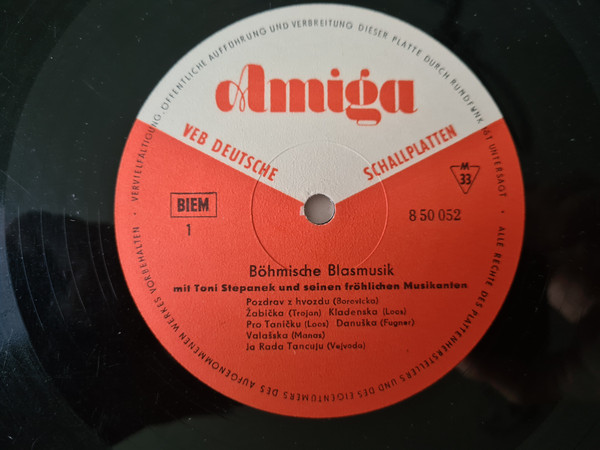 VERVIELFÄLTIGUNG, ÖFFENTLICHE AUFFÜHRUNG UND VERBREITUNG DIESER PLATTE DURCH RUNDFUNK IST UNTERSAGT · ALLE RECHTE DES PLATTENHERSTELLERS UND DES EIGENTÜMERS DES AUFGENOMMENEN WERKES VORBEHALTEN ·
Amiga
VEB DEUTSCHE SCHALLPLATTEN
BIEM
M
33
1
8 50 052
Böhmische Blasmusik
mit Toni Stepanek und seinen fröhlichen Musikanten
Pozdrav z hvozdu (Borovicka)
Žabička (Trojan) Kladenska (Loos)
Pro Taničku (Loos) Danuška (Fugner)
Valašska (Manas)
Ja Rada Tancuju (Vejvoda)